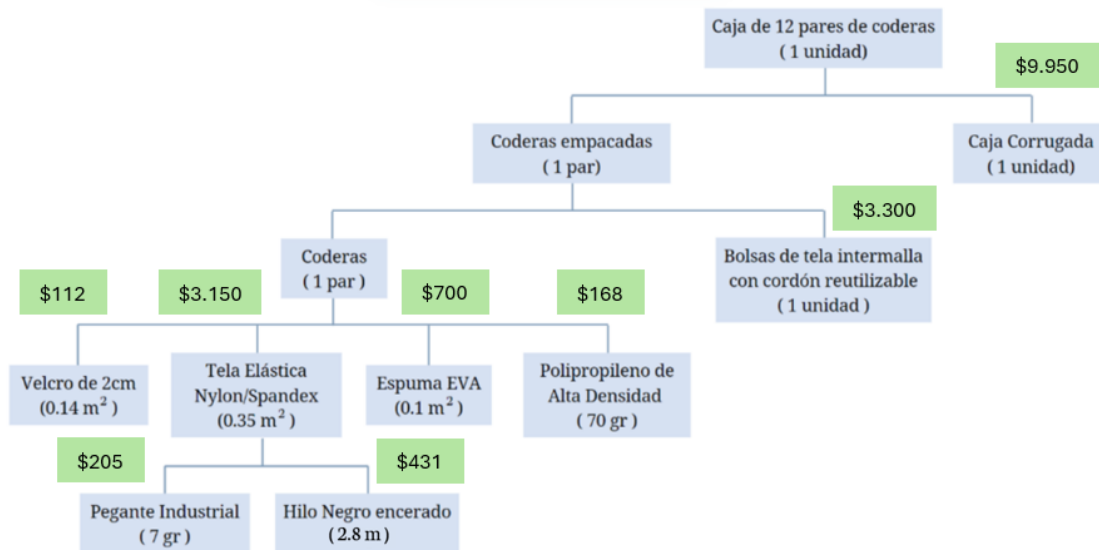 Caja de 12 pares de coderas
( 1 unidad)
$9.950
Coderas empacadas
( 1 par)
Caja Corrugada
( 1 unidad)
$3.300
Coderas
( 1 par )
Bolsas de tela intermalla
con cordón reutilizable
( 1 unidad )
$112
$3.150
$700
$168
Velcro de 2cm
(0.14 m² )
Tela Elástica
Nylon/Spandex
(0.35 m² )
Espuma EVA
(0.1 m² )
Polipropileno de
Alta Densidad
( 70 gr )
$205
$431
Pegante Industrial
( 7 gr )
Hilo Negro encerado
( 2.8 m )